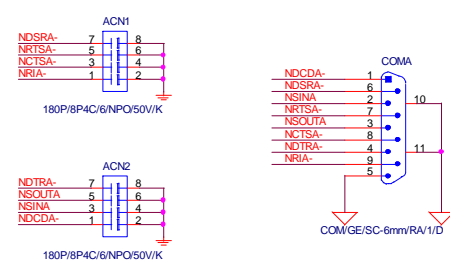 ACN1
NDSRA- 7 8
NRTSA- 5 6
NCTSA- 3 4
NRIA- 1 2
180P/8P4C/6/NPO/50V/K
ACN2
NDTRA- 7 8
NSOUTA 5 6
NSINA 3 4
NDCDA- 1 2
180P/8P4C/6/NPO/50V/K
COMA
NDCDA- 1
NDSRA- 6
NSINA 2 10
NRTSA- 7
NSOUTA 3
NCTSA- 8
NDTRA- 4 11
NRIA- 9
5
COM/GE/SC-6mm/RA/1/D